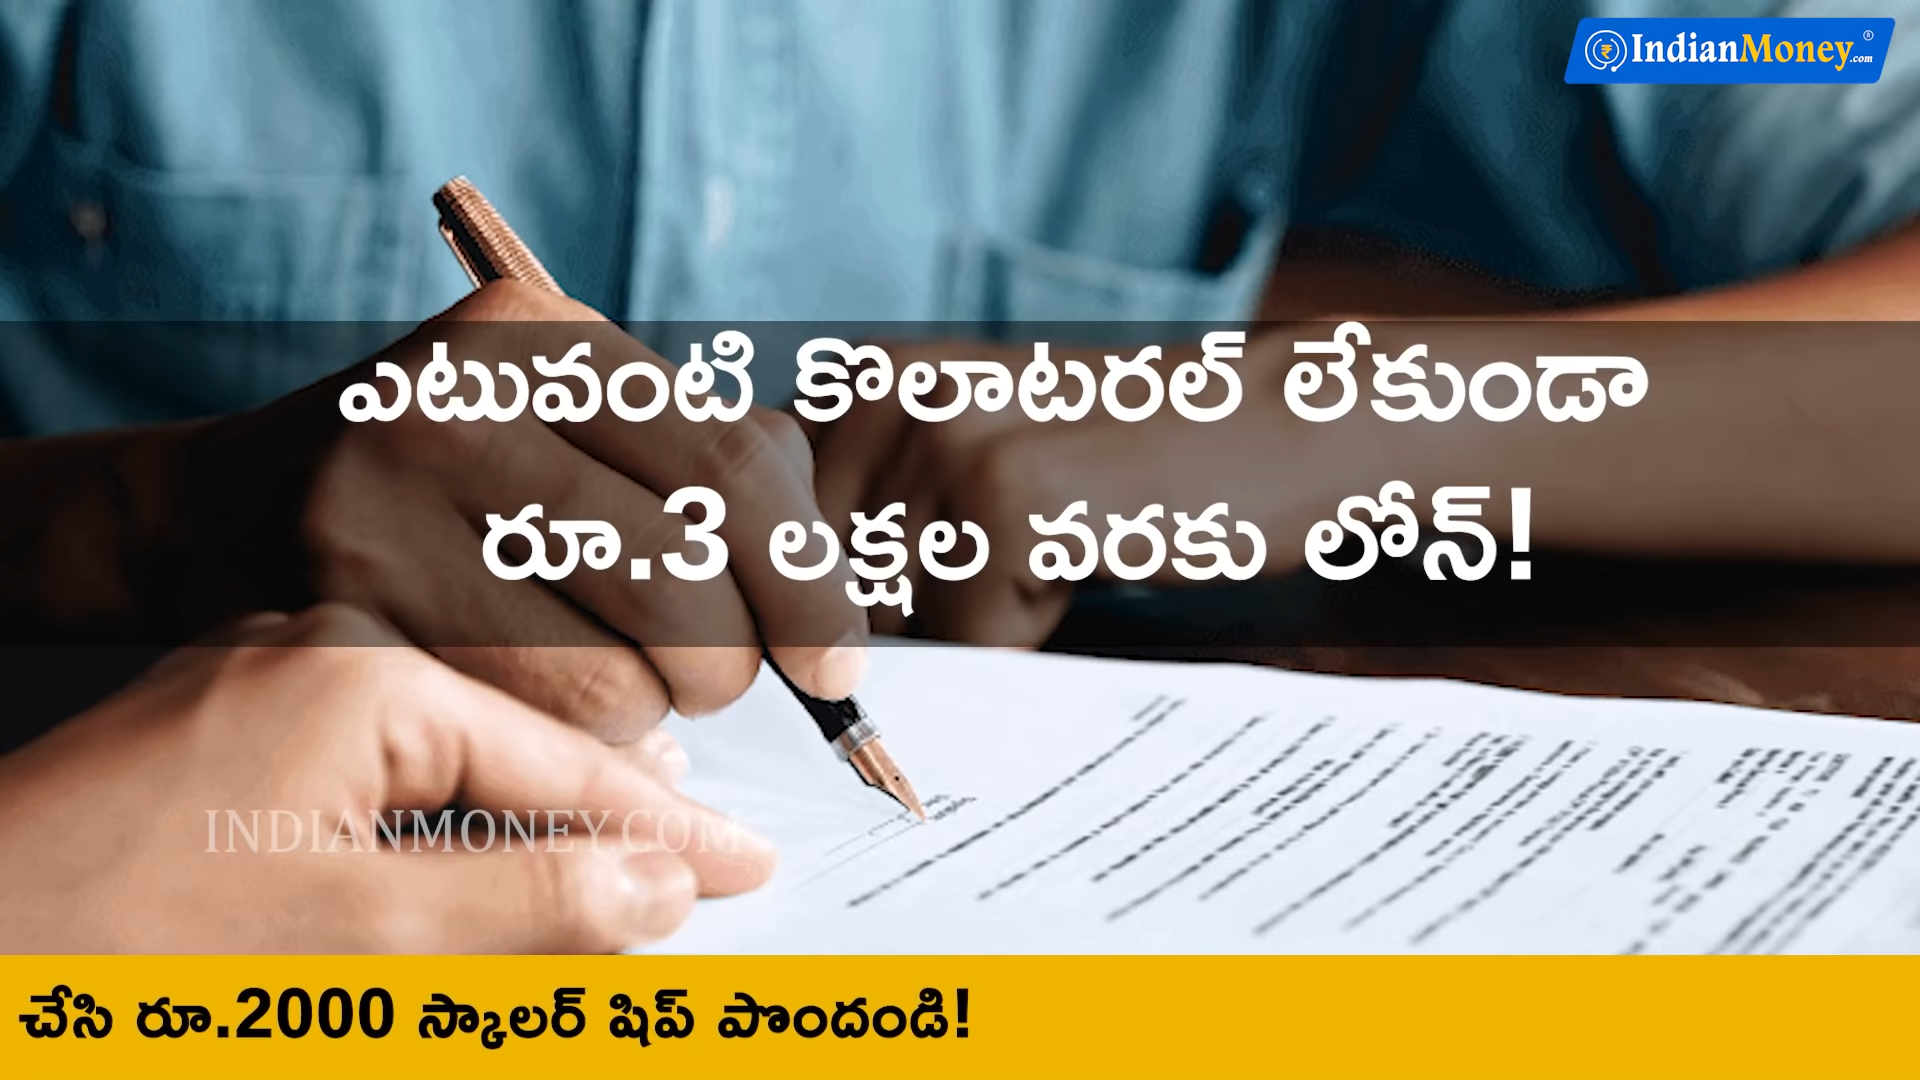 IndianMoney.com
ఎటువంటి కొలాటరల్ లేకుండా
రూ.3 లక్షల వరకు లోన్!
INDIANMONEY.COM
చేసి రూ.2000 స్కాలర్ షిప్ పొందండి!